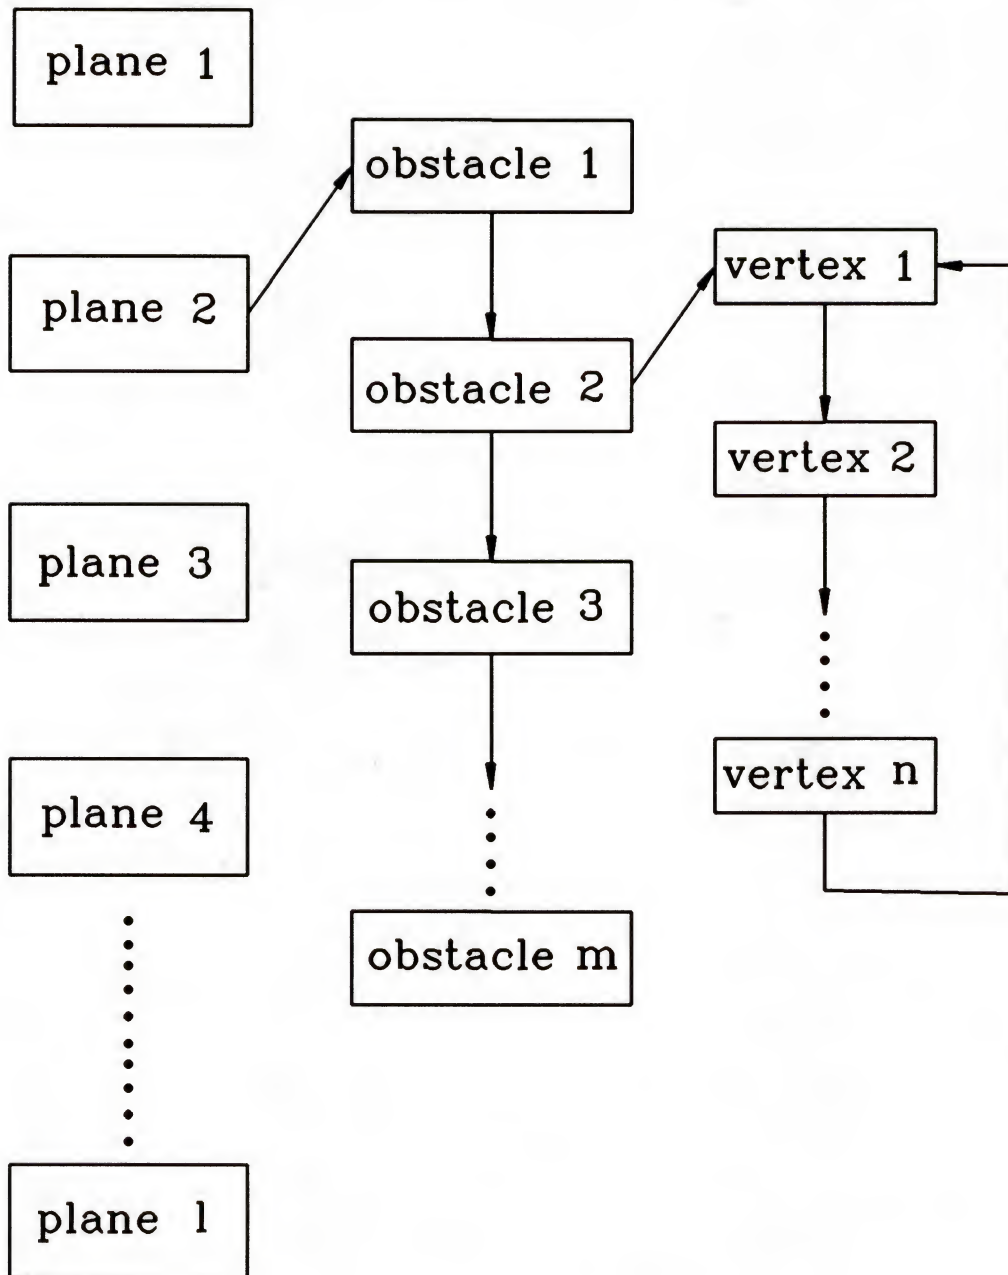 plane 1
plane 2
plane 3
plane 4
plane l
obstacle 1
obstacle 2
obstacle 3
obstacle m
vertex 1
vertex 2
vertex n